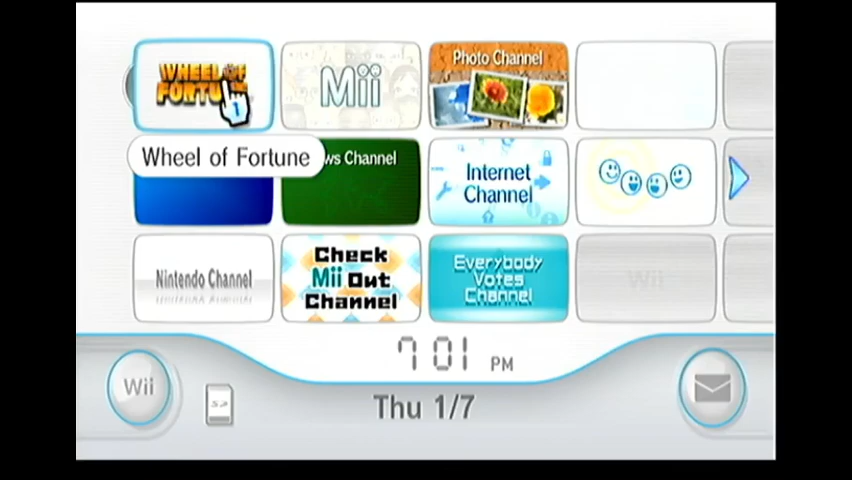 WHEEL OF
FORTUNE
Mii
Photo Channel
Wheel of Fortune
ws Channel
Internet
Channel
Nintendo Channel
Check
Mii Out
Channel
Everybody
Votes
Channel
Wii
7:01 PM
Wii
SD
Thu 1/7